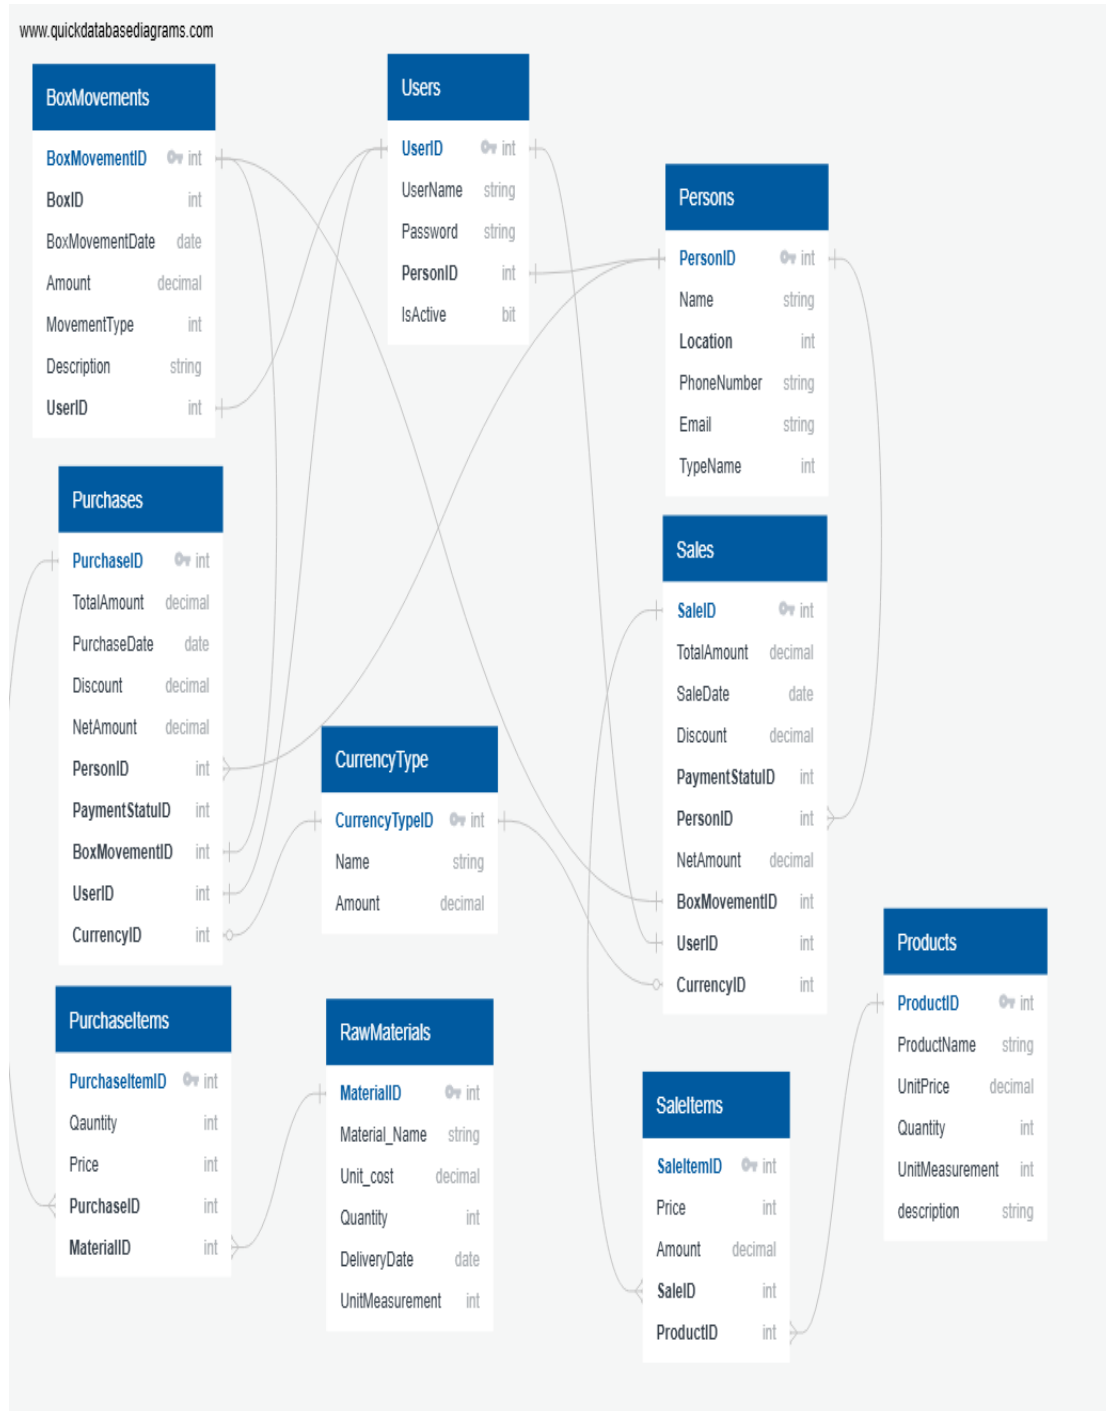 www.quickdatabasediagrams.com
BoxMovements
BoxMovementID int
BoxID int
BoxMovementDate date
Amount decimal
MovementType int
Description string
UserID int
Users
UserID int
UserName string
Password string
PersonID int
IsActive bit
Persons
PersonID int
Name string
Location int
PhoneNumber string
Email string
TypeName int
Purchases
PurchaseID int
TotalAmount decimal
PurchaseDate date
Discount decimal
NetAmount decimal
PersonID int
PaymentStatuID int
BoxMovementID int
UserID int
CurrencyID int
Sales
SaleID int
TotalAmount decimal
SaleDate date
Discount decimal
PaymentStatuID int
PersonID int
NetAmount decimal
BoxMovementID int
UserID int
CurrencyID int
CurrencyType
CurrencyTypeID int
Name string
Amount decimal
Products
ProductID int
ProductName string
UnitPrice decimal
Quantity int
UnitMeasurement int
description string
PurchaseItems
PurchaseItemID int
Qauntity int
Price int
PurchaseID int
MaterialID int
RawMaterials
MaterialID int
Material_Name string
Unit_cost decimal
Quantity int
DeliveryDate date
UnitMeasurement int
SaleItems
SaleItemID int
Price int
Amount decimal
SaleID int
ProductID int